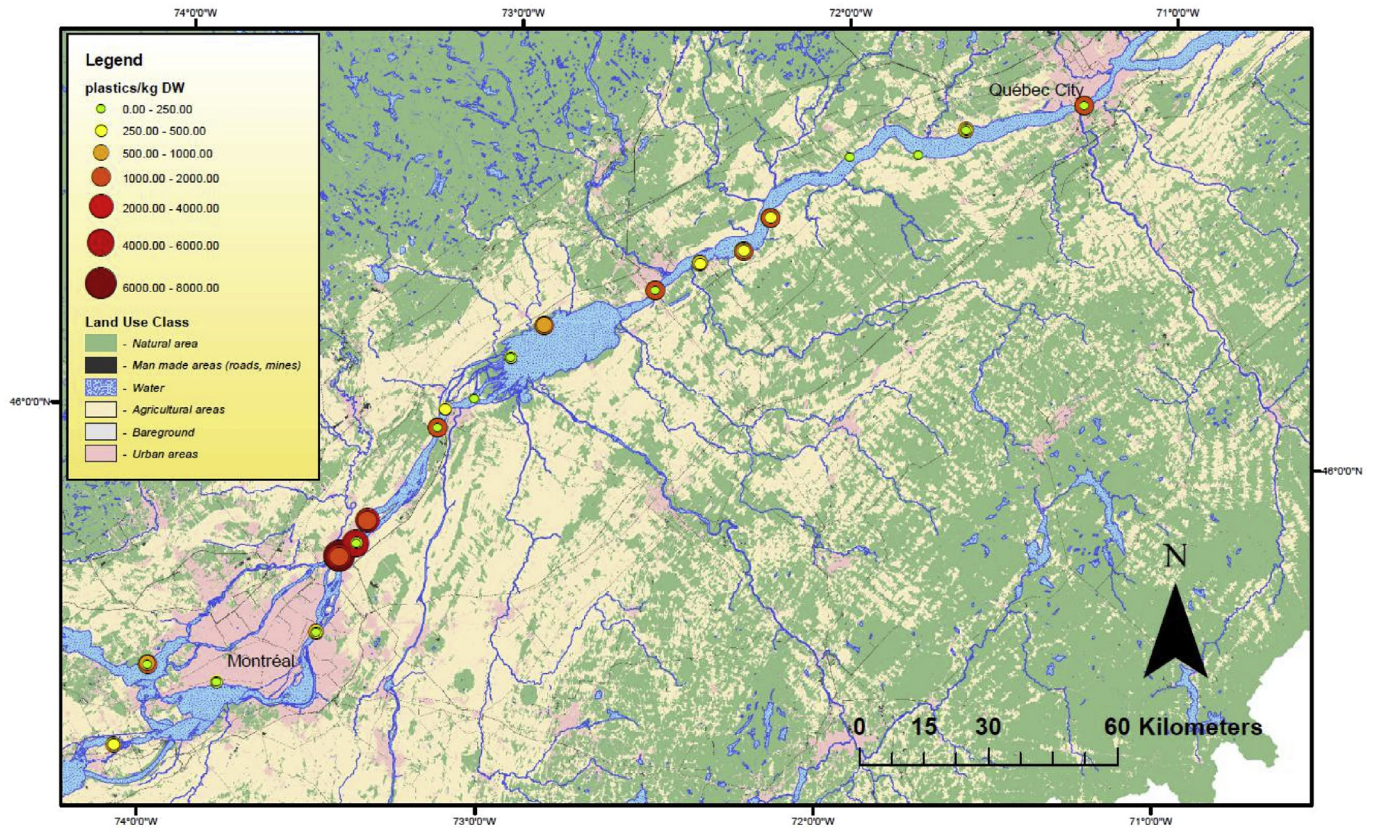 74°0'0"W 73°0'0"W 72°0'0"W 71°0'0"W
Legend
plastics/kg DW
0.00 - 250.00
250.00 - 500.00
500.00 - 1000.00
1000.00 - 2000.00
2000.00 - 4000.00
4000.00 - 6000.00
6000.00 - 8000.00
Land Use Class
- Natural area
- Man made areas (roads, mines)
- Water
- Agricultural areas
- Bareground
- Urban areas
Québec City
46°0'0"N
46°0'0"N
Montréal
N
0 15 30 60 Kilometers
74°0'0"W 73°0'0"W 72°0'0"W 71°0'0"W